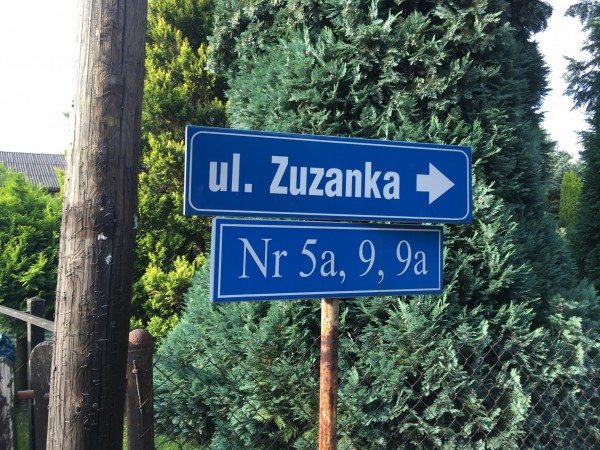 ul. Zuzanka
Nr 5a, 9, 9a